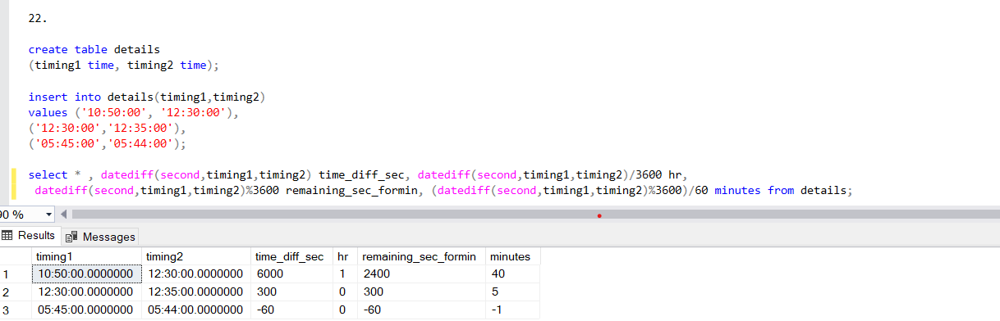 22.
create table details
(timing1 time, timing2 time);
insert into details(timing1,timing2)
values ('10:50:00', '12:30:00'),
('12:30:00','12:35:00'),
('05:45:00','05:44:00');
select * , datediff(second,timing1,timing2) time_diff_sec, datediff(second,timing1,timing2)/3600 hr,
datediff(second,timing1,timing2)%3600 remaining_sec_formin, (datediff(second,timing1,timing2)%3600)/60 minutes from details;
90 %
Results Messages
timing1 timing2 time_diff_sec hr remaining_sec_formin minutes
1 10:50:00.0000000 12:30:00.0000000 6000 1 2400 40
2 12:30:00.0000000 12:35:00.0000000 300 0 300 5
3 05:45:00.0000000 05:44:00.0000000 -60 0 -60 -1